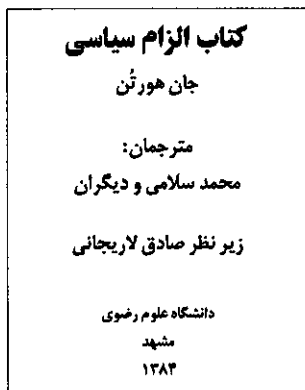 کتاب الزام سیاسی
جان هورتُن
مترجمان:
محمد سلامی و دیگران
زیر نظر صادق لاریجانی
دانشگاه علوم رضوی
مشهد
۱۳۸۴